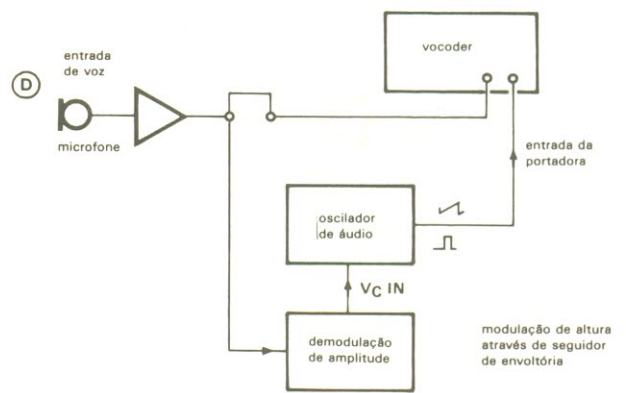 D
entrada
de voz
microfone
vocoder
entrada da
portadora
oscilador
de áudio
VC IN
demodulação
de amplitude
modulação de altura
através de seguidor
de envoltória